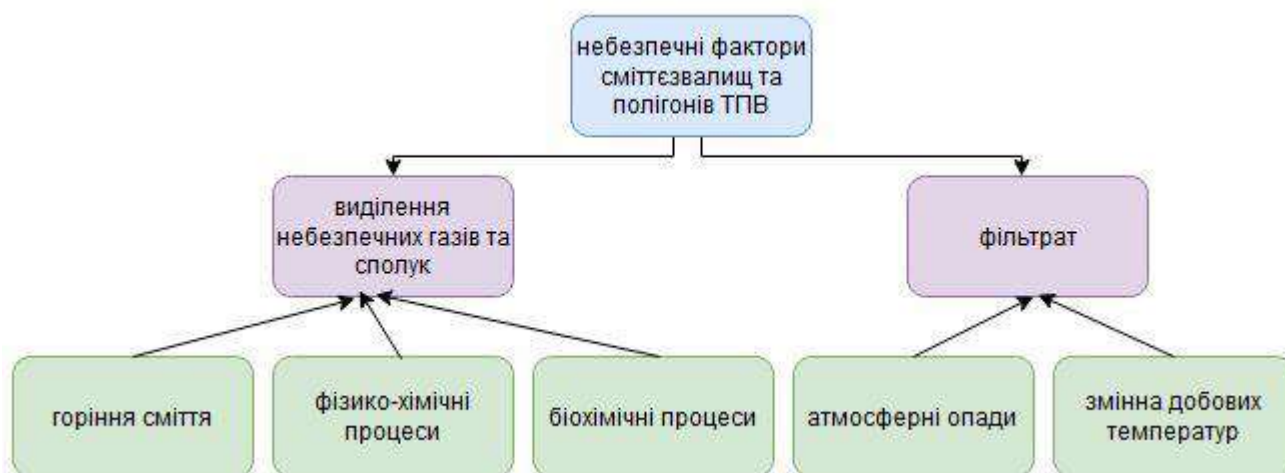 небезпечні фактори
сміттєзвалищ та
полігонів ТПВ
виділення
небезпечних газів та
сполук
фільтрат
горіння сміття
фізико-хімічні
процеси
біохімічні процеси
атмосферні опади
змінна добових
температур